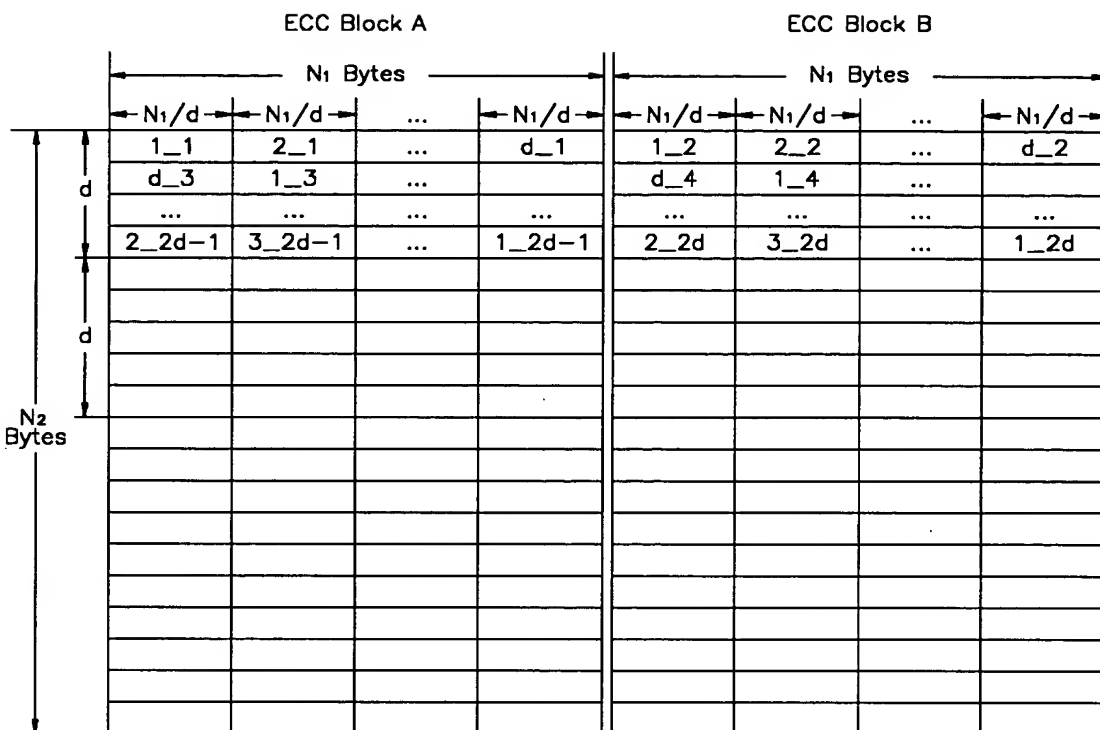 ECC Block A ECC Block B
N₁ Bytes N₁ Bytes
N₁/d N₁/d ... N₁/d N₁/d N₁/d ... N₁/d
1_1 2_1 ... d_1 1_2 2_2 ... d_2
d_3 1_3 ... d_4 1_4 ...
d
... ... ... ... ... ... ... ...
2_2d-1 3_2d-1 ... 1_2d-1 2_2d 3_2d ... 1_2d
d
N₂
Bytes